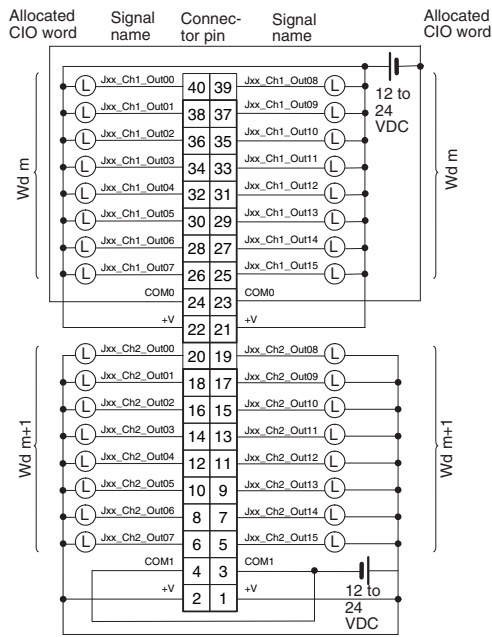 Allocated CIO word
Signal name
Connec-tor pin
Signal name
Allocated CIO word
12 to 24 VDC
Wd m
Wd m
L Jxx_Ch1_Out00 40 39 Jxx_Ch1_Out08 L
L Jxx_Ch1_Out01 38 37 Jxx_Ch1_Out09 L
L Jxx_Ch1_Out02 36 35 Jxx_Ch1_Out10 L
L Jxx_Ch1_Out03 34 33 Jxx_Ch1_Out11 L
L Jxx_Ch1_Out04 32 31 Jxx_Ch1_Out12 L
L Jxx_Ch1_Out05 30 29 Jxx_Ch1_Out13 L
L Jxx_Ch1_Out06 28 27 Jxx_Ch1_Out14 L
L Jxx_Ch1_Out07 26 25 Jxx_Ch1_Out15 L
COM0 24 23 COM0
+V 22 21 +V
Wd m+1
Wd m+1
L Jxx_Ch2_Out00 20 19 Jxx_Ch2_Out08 L
L Jxx_Ch2_Out01 18 17 Jxx_Ch2_Out09 L
L Jxx_Ch2_Out02 16 15 Jxx_Ch2_Out10 L
L Jxx_Ch2_Out03 14 13 Jxx_Ch2_Out11 L
L Jxx_Ch2_Out04 12 11 Jxx_Ch2_Out12 L
L Jxx_Ch2_Out05 10 9 Jxx_Ch2_Out13 L
L Jxx_Ch2_Out06 8 7 Jxx_Ch2_Out14 L
L Jxx_Ch2_Out07 6 5 Jxx_Ch2_Out15 L
COM1 4 3 COM1
+V 2 1 +V
12 to 24 VDC